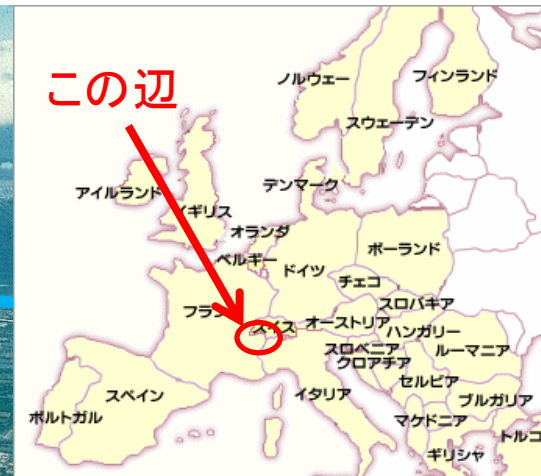 この辺
ノルウェー
フィンランド
スウェーデン
アイルランド
イギリス
デンマーク
オランダ
ベルギー
ドイツ
ポーランド
チェコ
スロバキア
フラン
スイス
オーストリア
ハンガリー
スロベニア
クロアチア
ルーマニア
セルビア
ブルガリア
イタリア
スペイン
ポルトガル
マケドニア
トルコ
ギリシャ